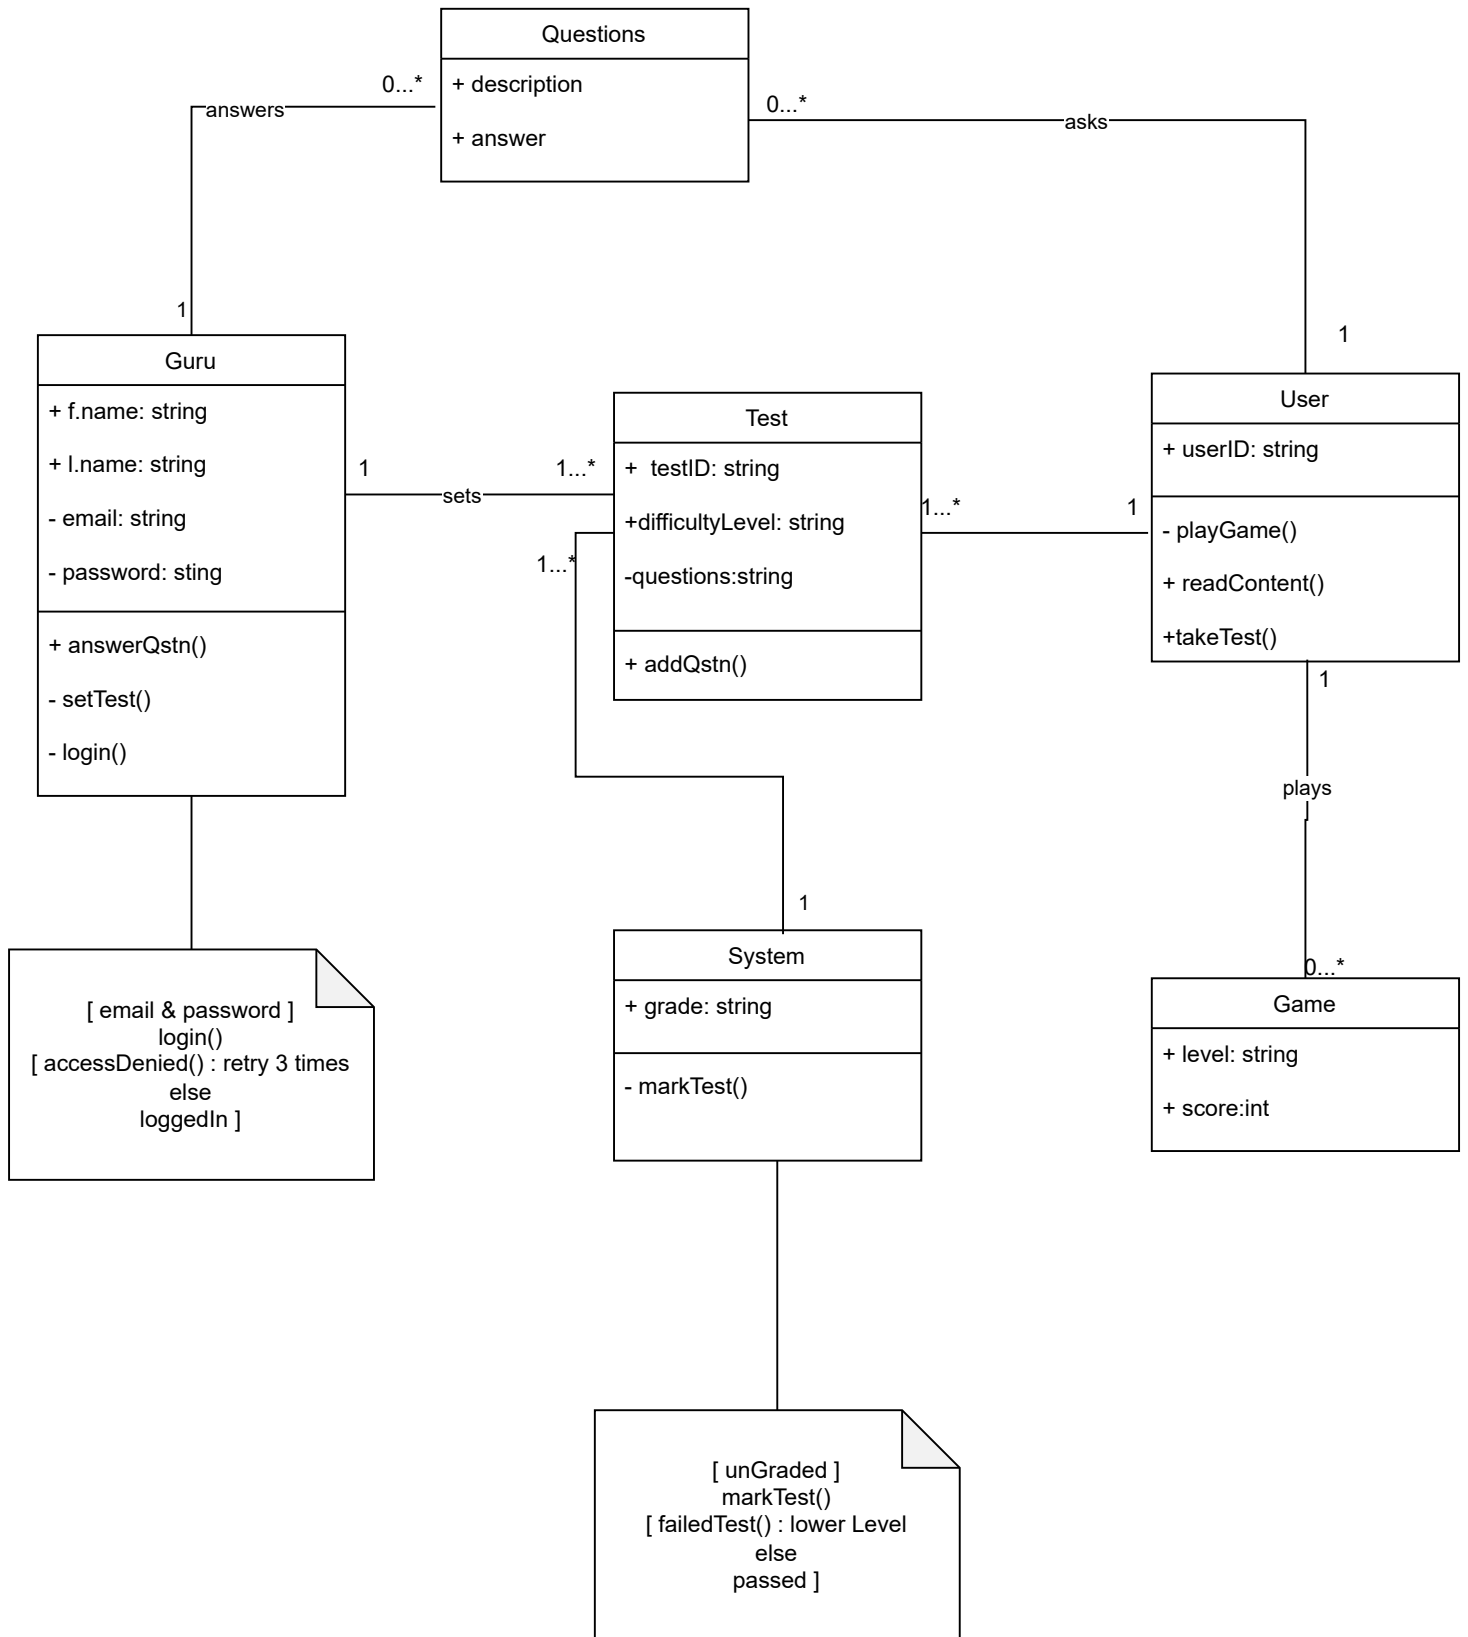 Questions
+ description
+ answer
0...*
answers
0...*
asks
1
1
Guru
+ f.name: string
+ l.name: string
- email: string
- password: sting
+ answerQstn()
- setTest()
- login()
1
sets
1...*
Test
+  testID: string
+difficultyLevel: string
-questions:string
+ addQstn()
1...*
1...*
1
User
+ userID: string
- playGame()
+ readContent()
+takeTest()
1
plays
0...*
1
System
+ grade: string
- markTest()
Game
+ level: string
+ score:int
[ email & password ]
login()
[ accessDenied() : retry 3 times
else
loggedIn ]
[ unGraded ]
markTest()
[ failedTest() : lower Level
else
passed ]